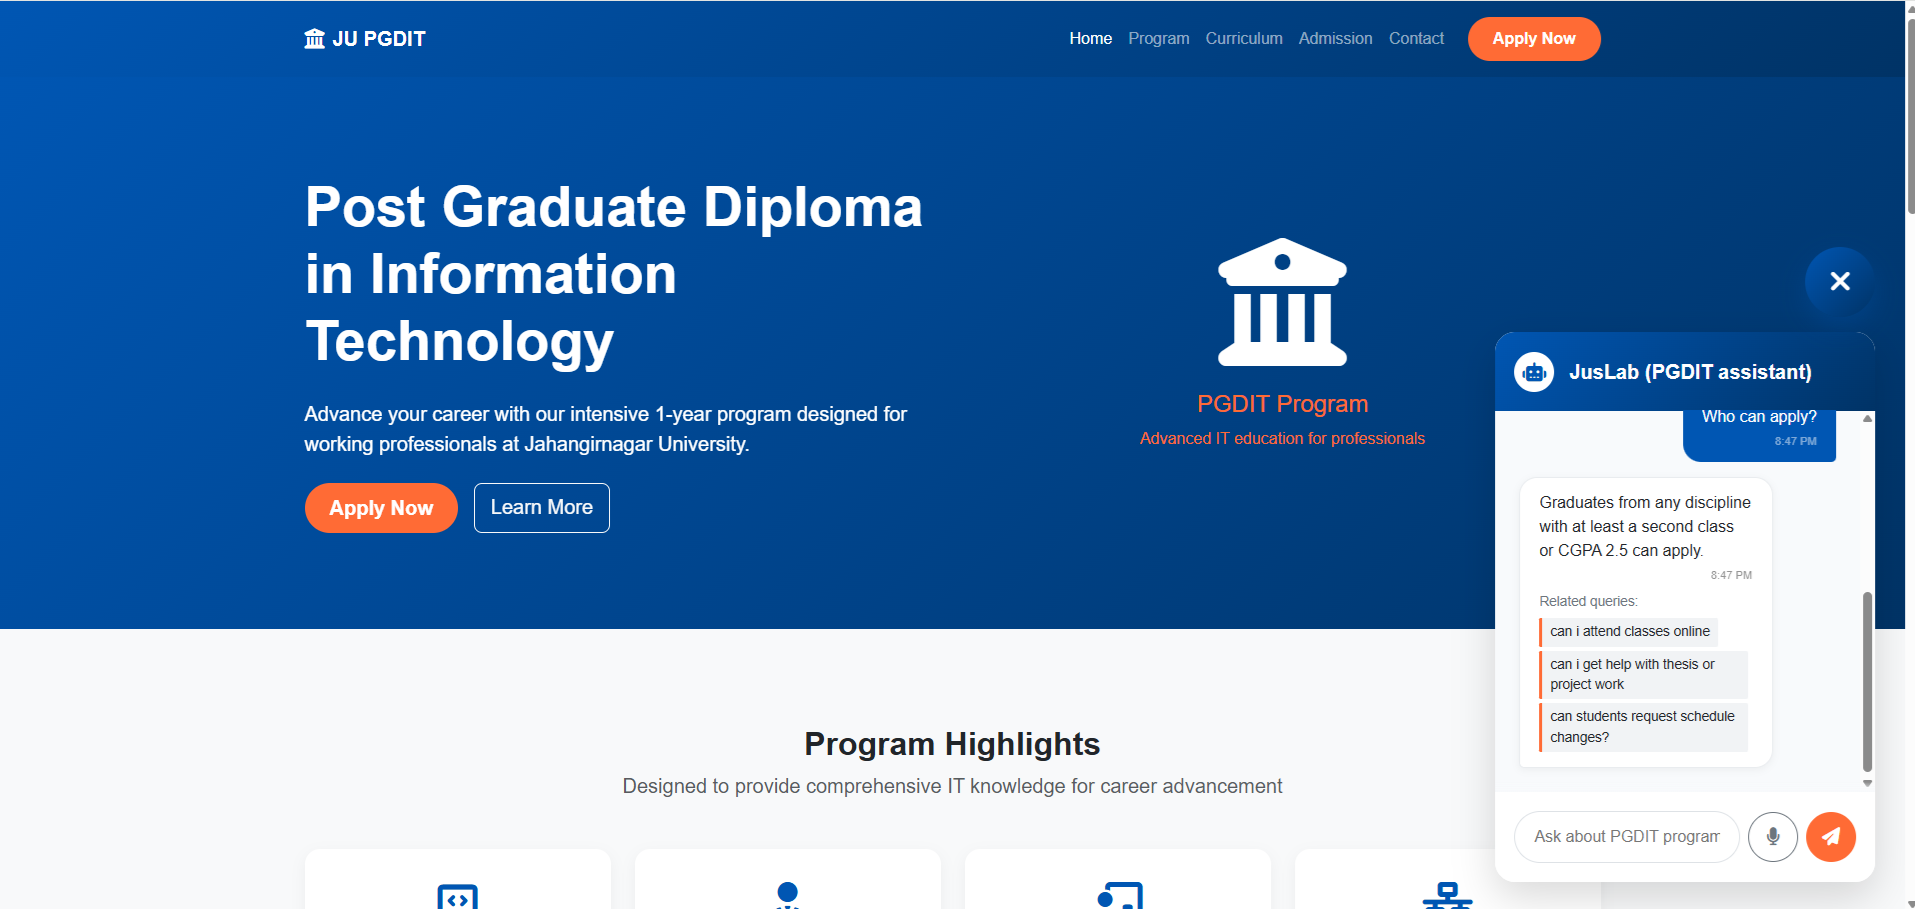 JU PGDIT
Home
Program
Curriculum
Admission
Contact
Apply Now
Post Graduate Diploma
in Information
Technology
Advance your career with our intensive 1-year program designed for
working professionals at Jahangirnagar University.
Apply Now
Learn More
PGDIT Program
Advanced IT education for professionals
Program Highlights
Designed to provide comprehensive IT knowledge for career advancement
JusLab (PGDIT assistant)
Who can apply?
8:47 PM
Graduates from any discipline
with at least a second class
or CGPA 2.5 can apply.
8:47 PM
Related queries:
can i attend classes online
can i get help with thesis or
project work
can students request schedule
changes?
Ask about PGDIT program